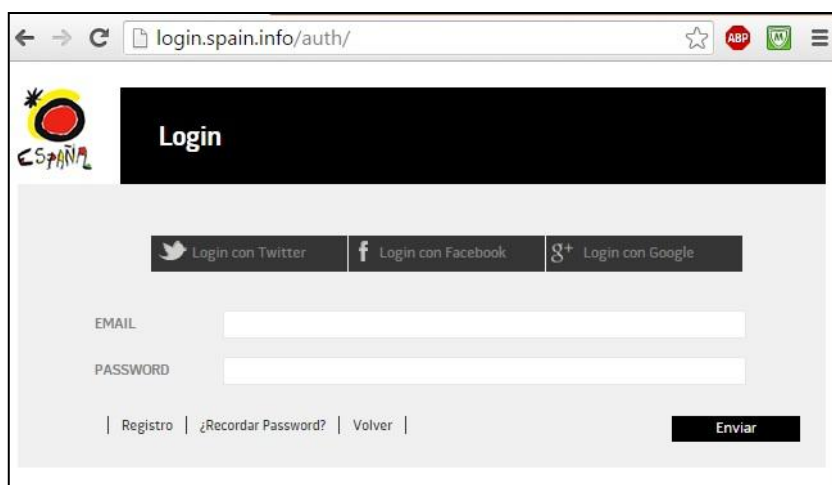 login.spain.info/auth/
ABP
M
ESPAÑA
Login
Login con Twitter
f Login con Facebook
g+ Login con Google
EMAIL
PASSWORD
| Registro | ¿Recordar Password? | Volver |
Enviar